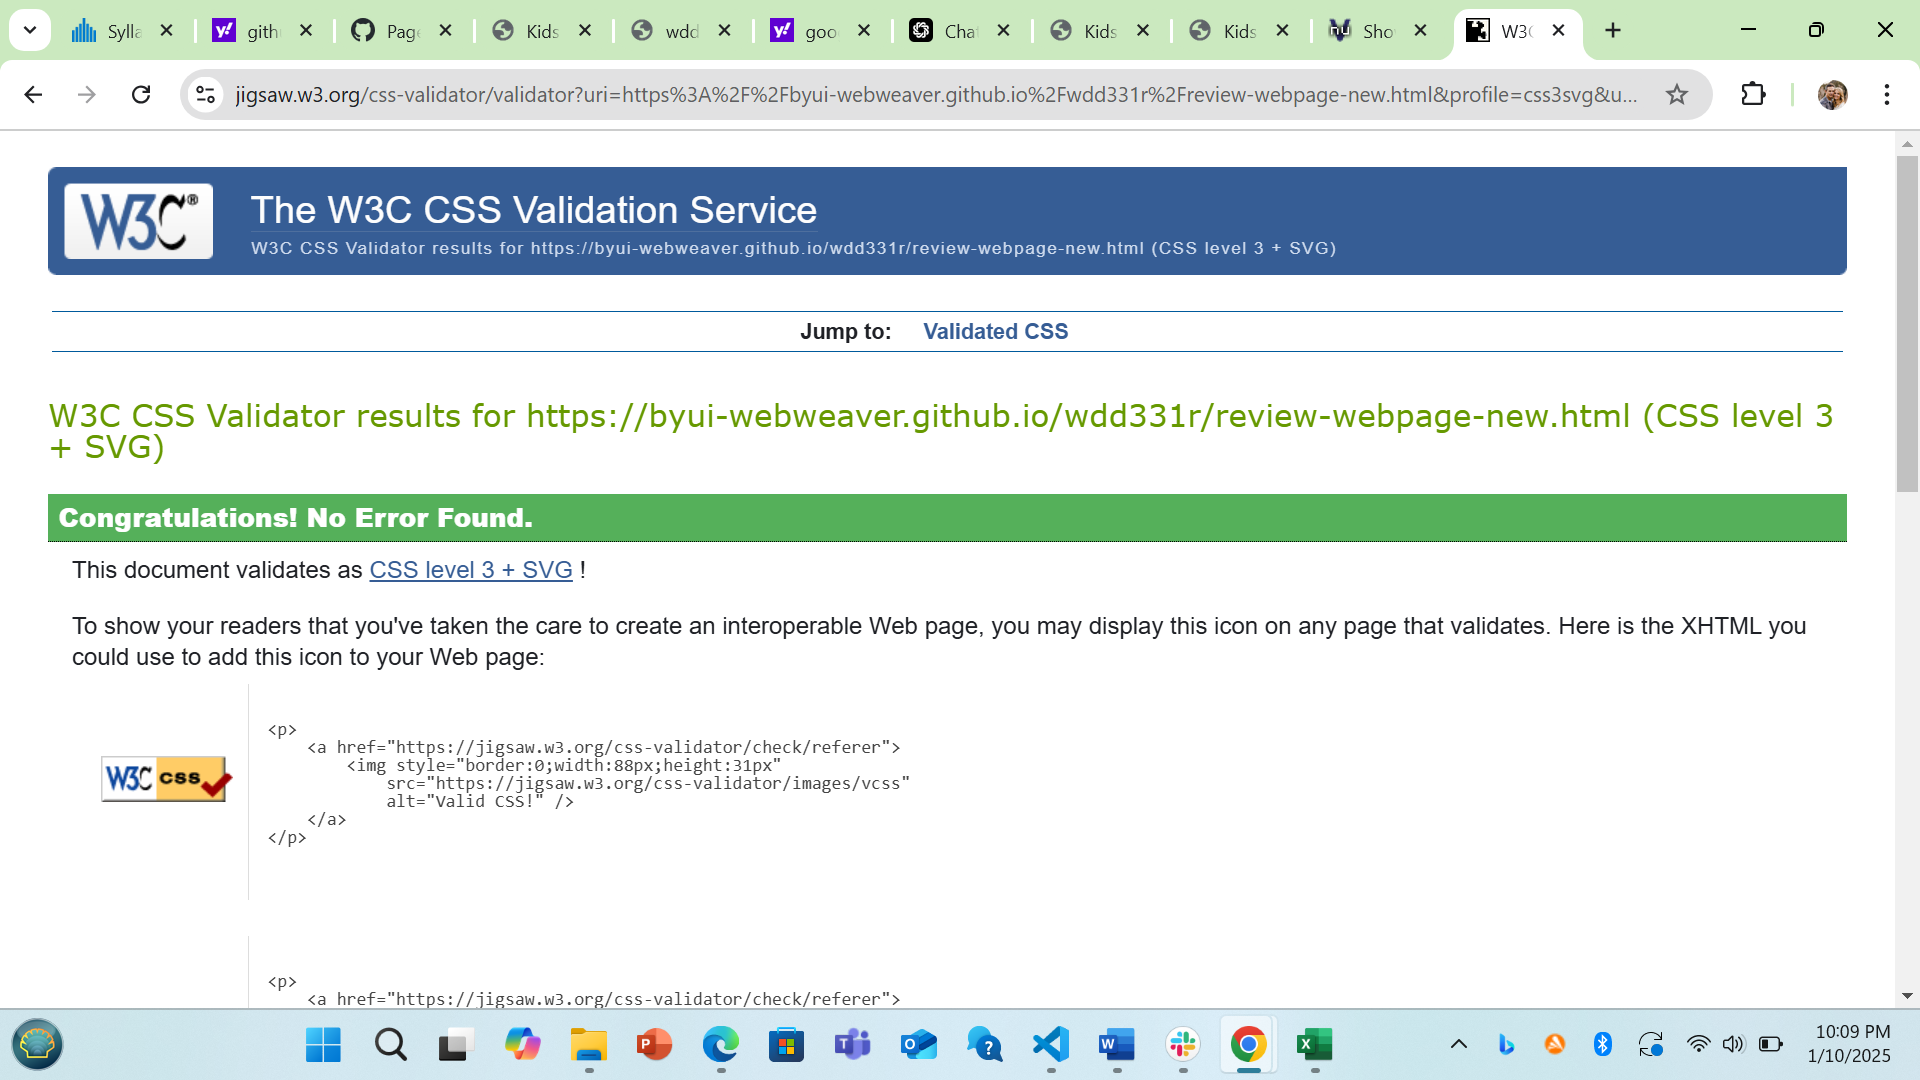 Sylla
gith
Page
Kids
wdd
goo
Cha
Kids
Kids
Sho
W3C
jigsaw.w3.org/css-validator/validator?uri=https%3A%2F%2Fbyui-webweaver.github.io%2Fwdd331r%2Freview-webpage-new.html&profile=css3svg&u...
W3C®
The W3C CSS Validation Service
W3C CSS Validator results for https://byui-webweaver.github.io/wdd331r/review-webpage-new.html (CSS level 3 + SVG)
Jump to: Validated CSS
W3C CSS Validator results for https://byui-webweaver.github.io/wdd331r/review-webpage-new.html (CSS level 3
+ SVG)
Congratulations! No Error Found.
This document validates as CSS level 3 + SVG !
To show your readers that you've taken the care to create an interoperable Web page, you may display this icon on any page that validates. Here is the XHTML you
could use to add this icon to your Web page:
W3C css
<p>
<a href="https://jigsaw.w3.org/css-validator/check/referer">
<img style="border:0;width:88px;height:31px"
src="https://jigsaw.w3.org/css-validator/images/vcss"
alt="Valid CSS!" />
</a>
</p>
<p>
<a href="https://jigsaw.w3.org/css-validator/check/referer">
10:09 PM
1/10/2025